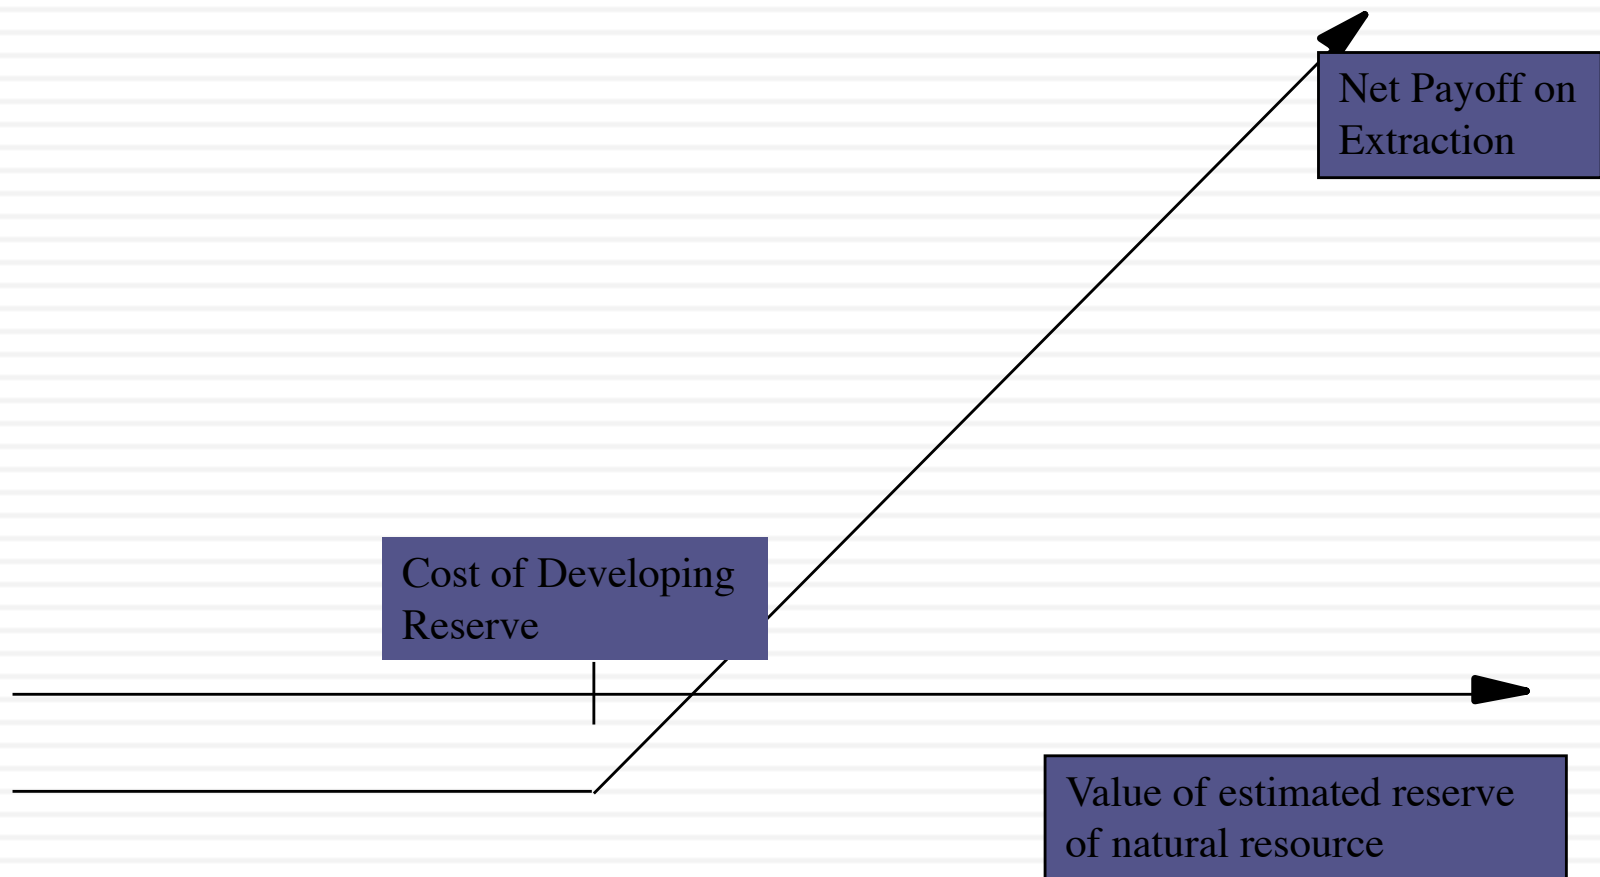 Net Payoff on
Extraction
Cost of Developing
Reserve
Value of estimated reserve
of natural resource